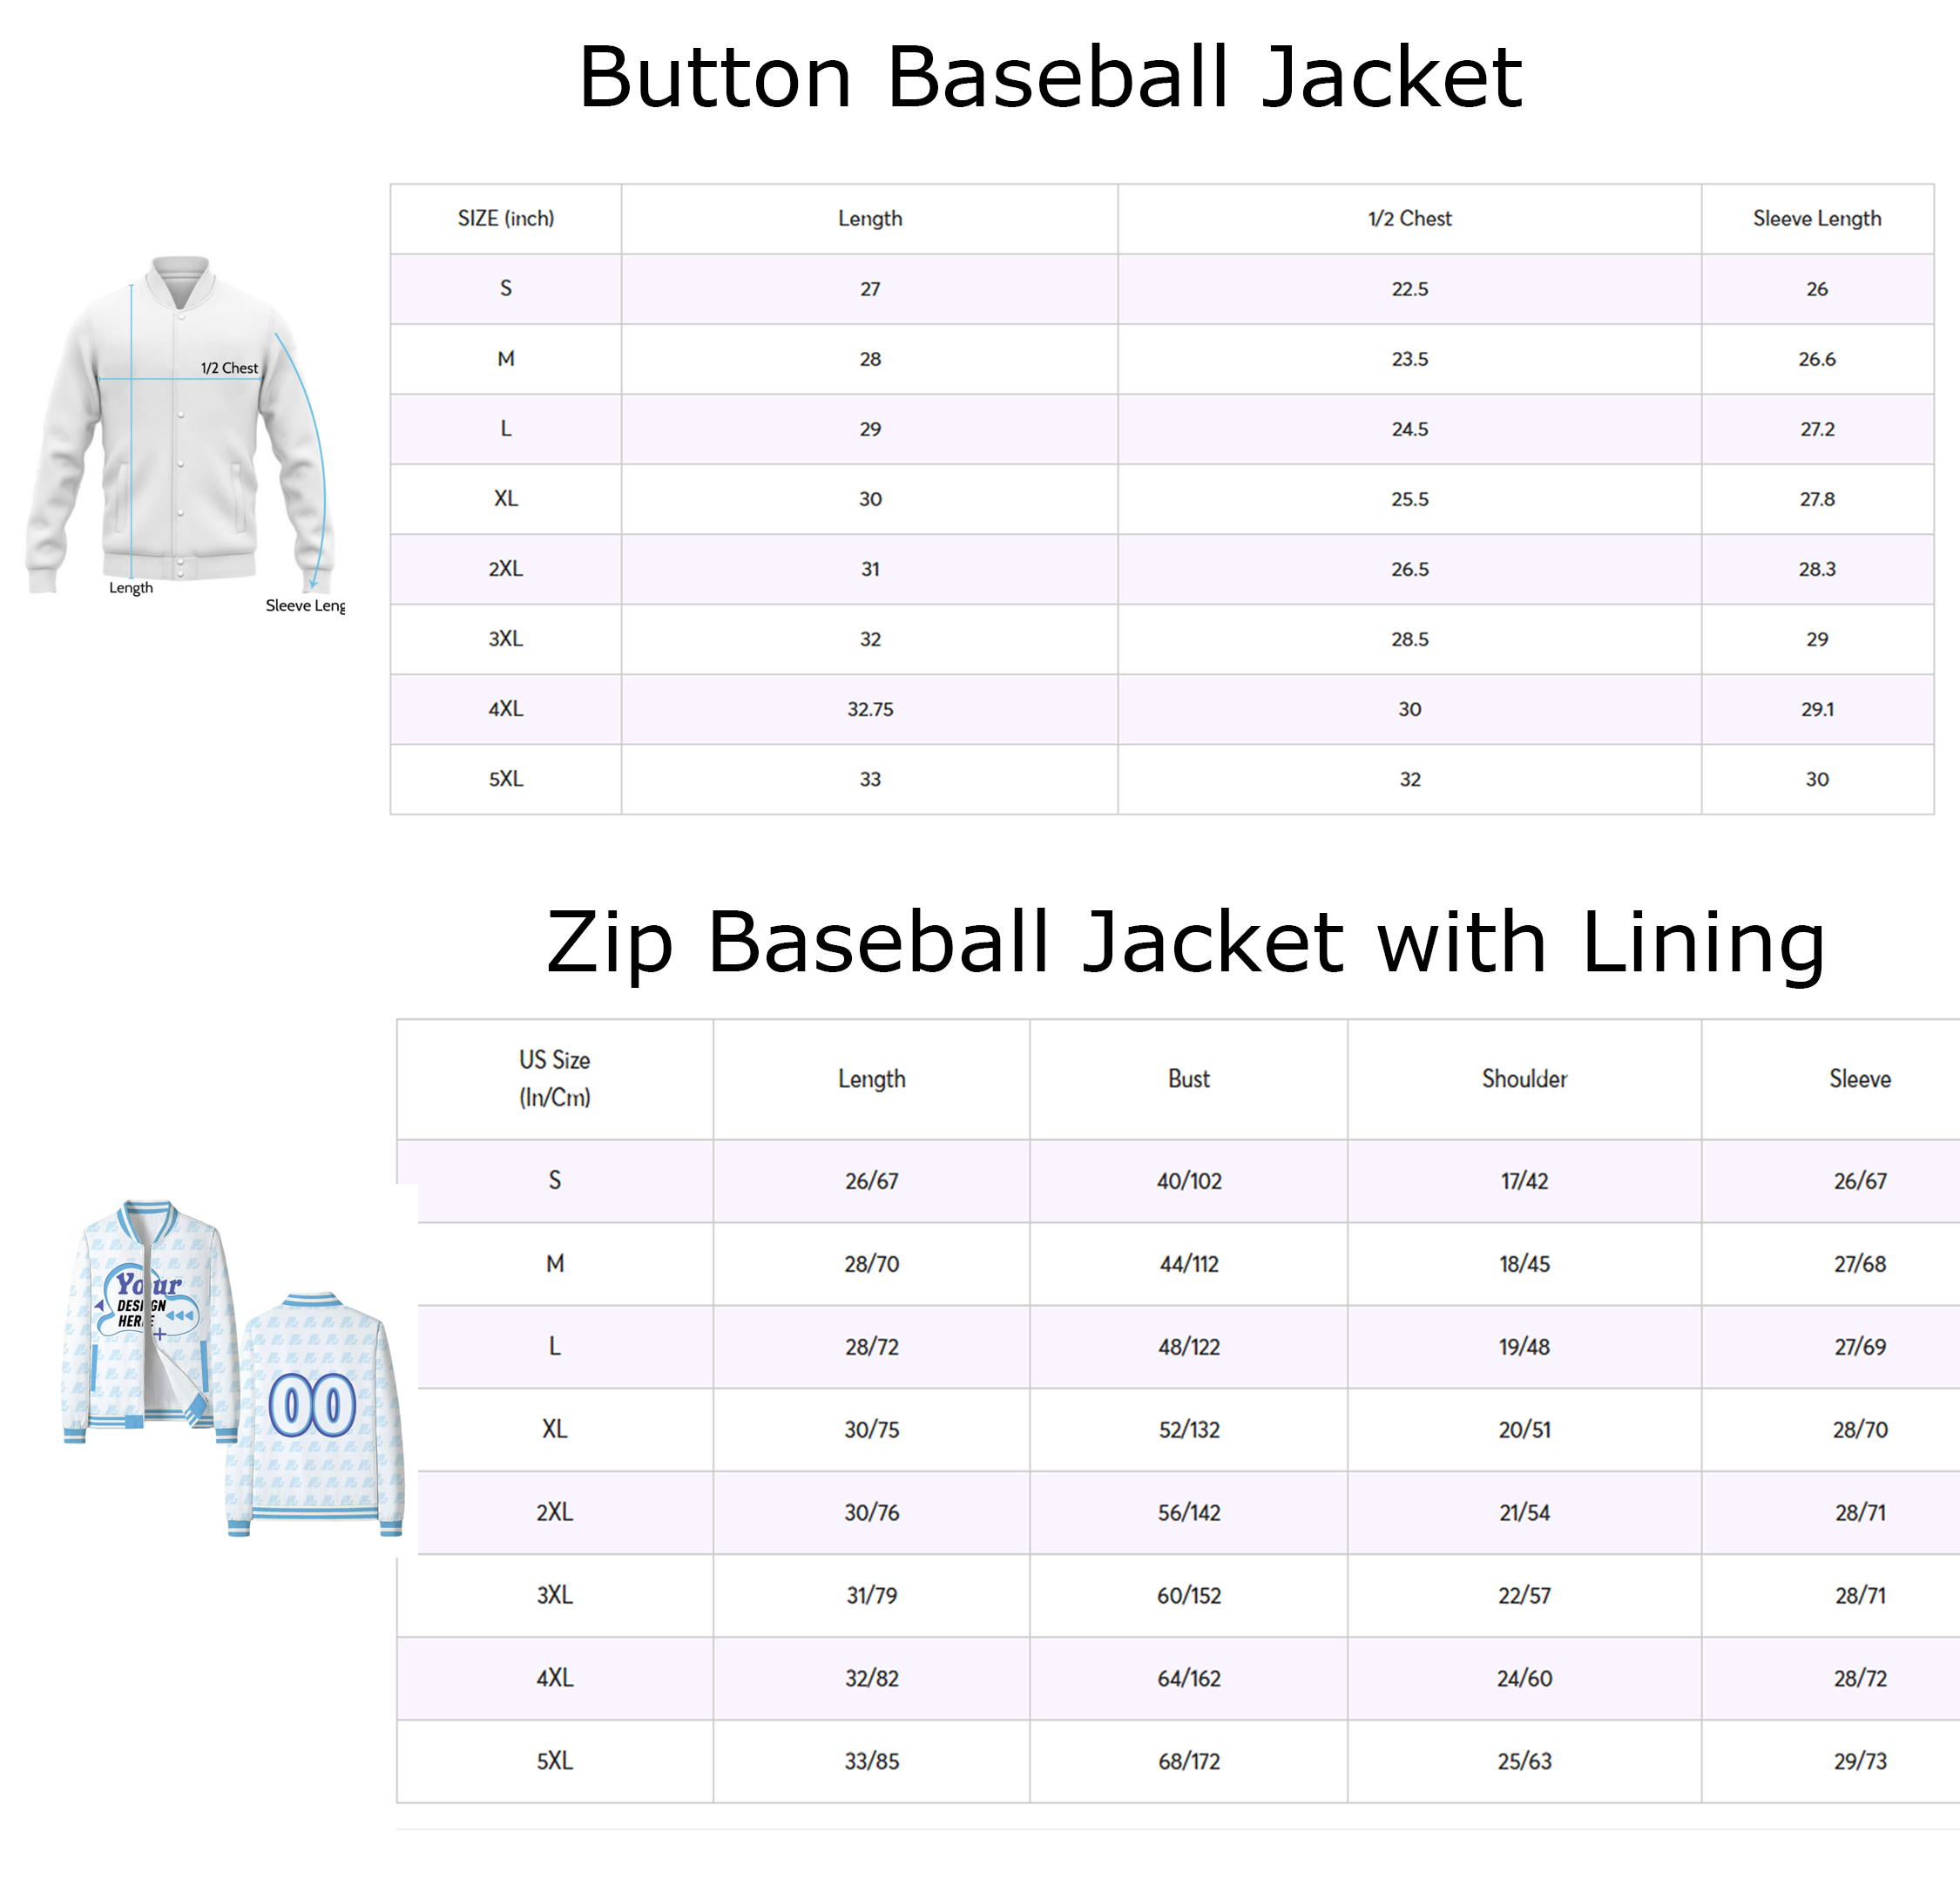 Button Baseball Jacket
SIZE (inch) Length 1/2 Chest Sleeve Length
S 27 22.5 26
M 28 23.5 26.6
L 29 24.5 27.2
XL 30 25.5 27.8
2XL 31 26.5 28.3
3XL 32 28.5 29
4XL 32.75 30 29.1
5XL 33 32 30
1/2 Chest
Length
Sleeve Leng
Zip Baseball Jacket with Lining
US Size
(In/Cm) Length Bust Shoulder Sleeve
S 26/67 40/102 17/42 26/67
M 28/70 44/112 18/45 27/68
L 28/72 48/122 19/48 27/69
XL 30/75 52/132 20/51 28/70
2XL 30/76 56/142 21/54 28/71
3XL 31/79 60/152 22/57 28/71
4XL 32/82 64/162 24/60 28/72
5XL 33/85 68/172 25/63 29/73
Your
DESIGN
HERE
00